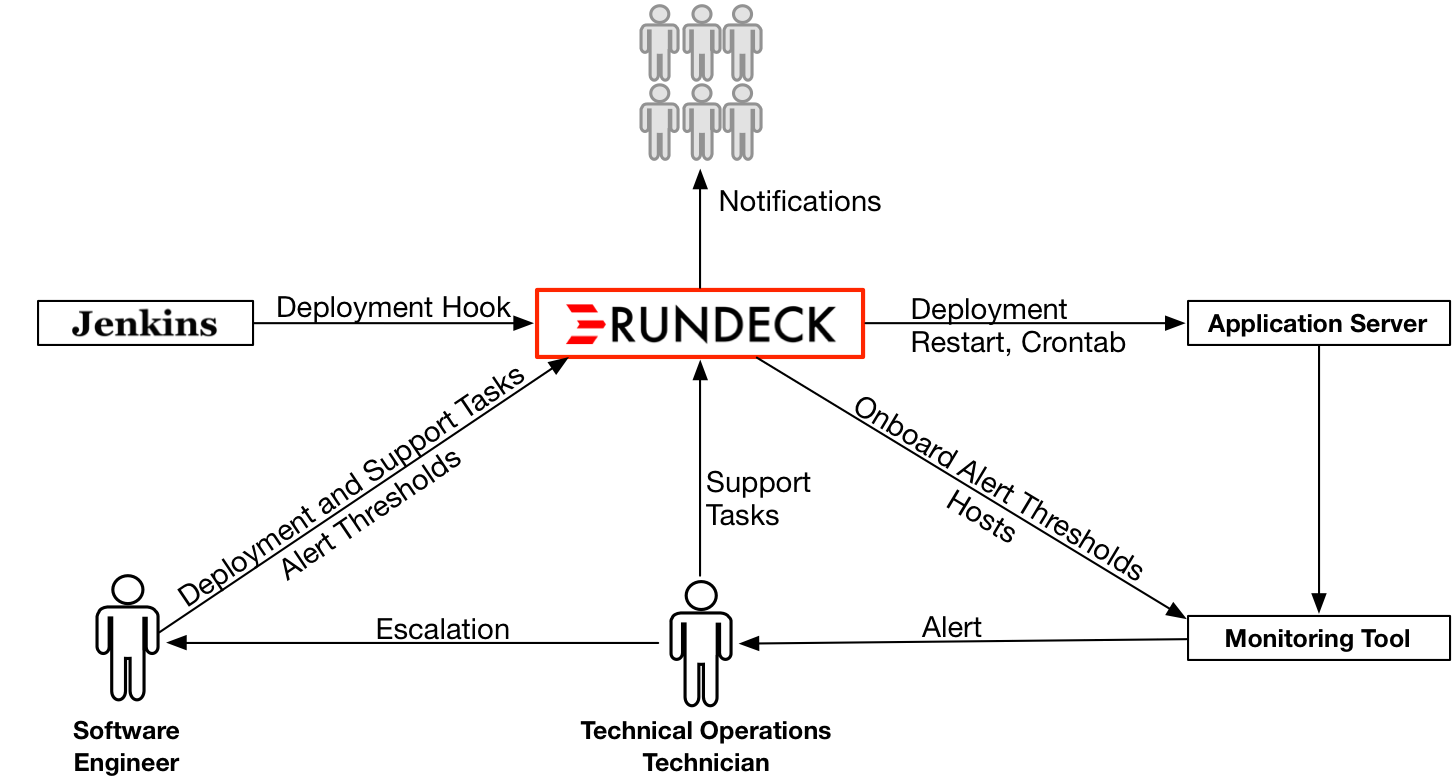 Notifications
Jenkins
Deployment Hook
RUNDECK
Deployment
Restart, Crontab
Application Server
Deployment and Support Tasks
Alert Thresholds
Support
Tasks
Onboard Alert Thresholds
Hosts
Escalation
Alert
Monitoring Tool
Software
Engineer
Technical Operations
Technician